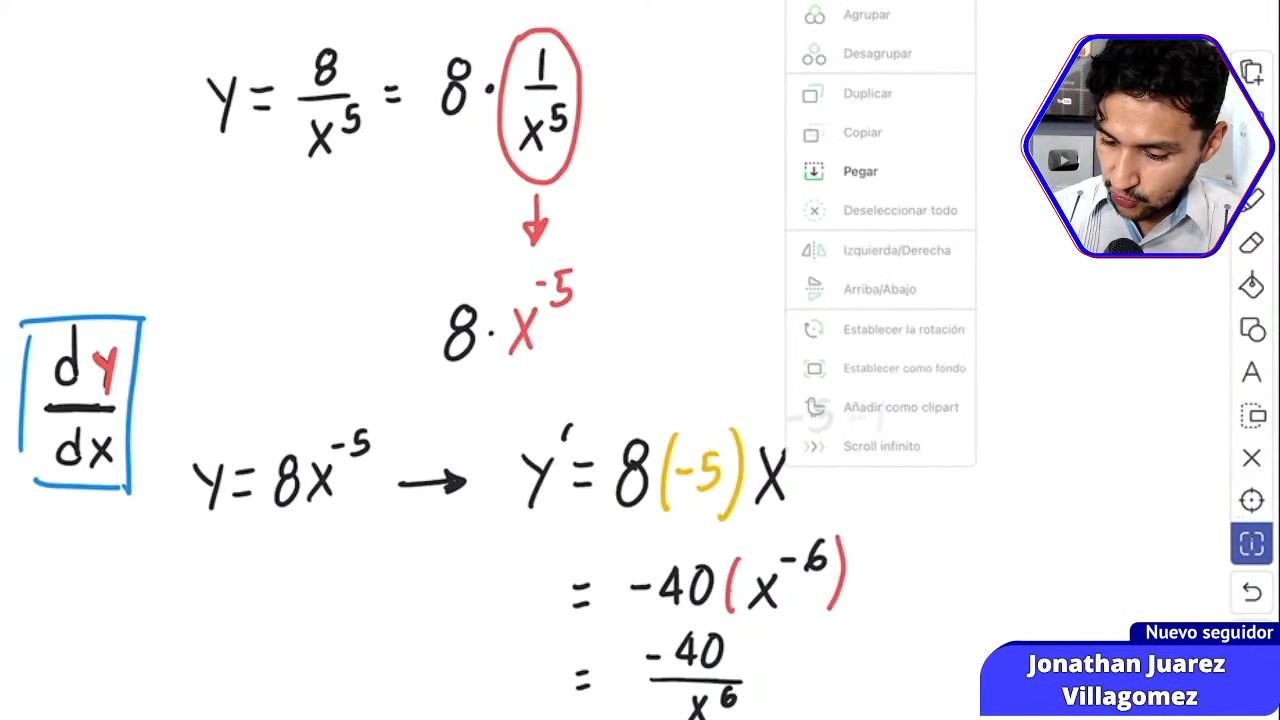 y = 8/x^5 = 8 · 1/x^5
8 · x^-5
dy/dx
y = 8x^-5 → y' = 8(-5)x^-5-1
= -40(x^-6)
= -40/x^6
Agrupar
Desagrupar
Duplicar
Copiar
Pegar
Deseleccionar todo
Izquierda/Derecha
Arriba/Abajo
Establecer la rotación
Establecer como fondo
Añadir como clipart
Scroll infinito
Nuevo seguidor
Jonathan Juarez
Villagomez